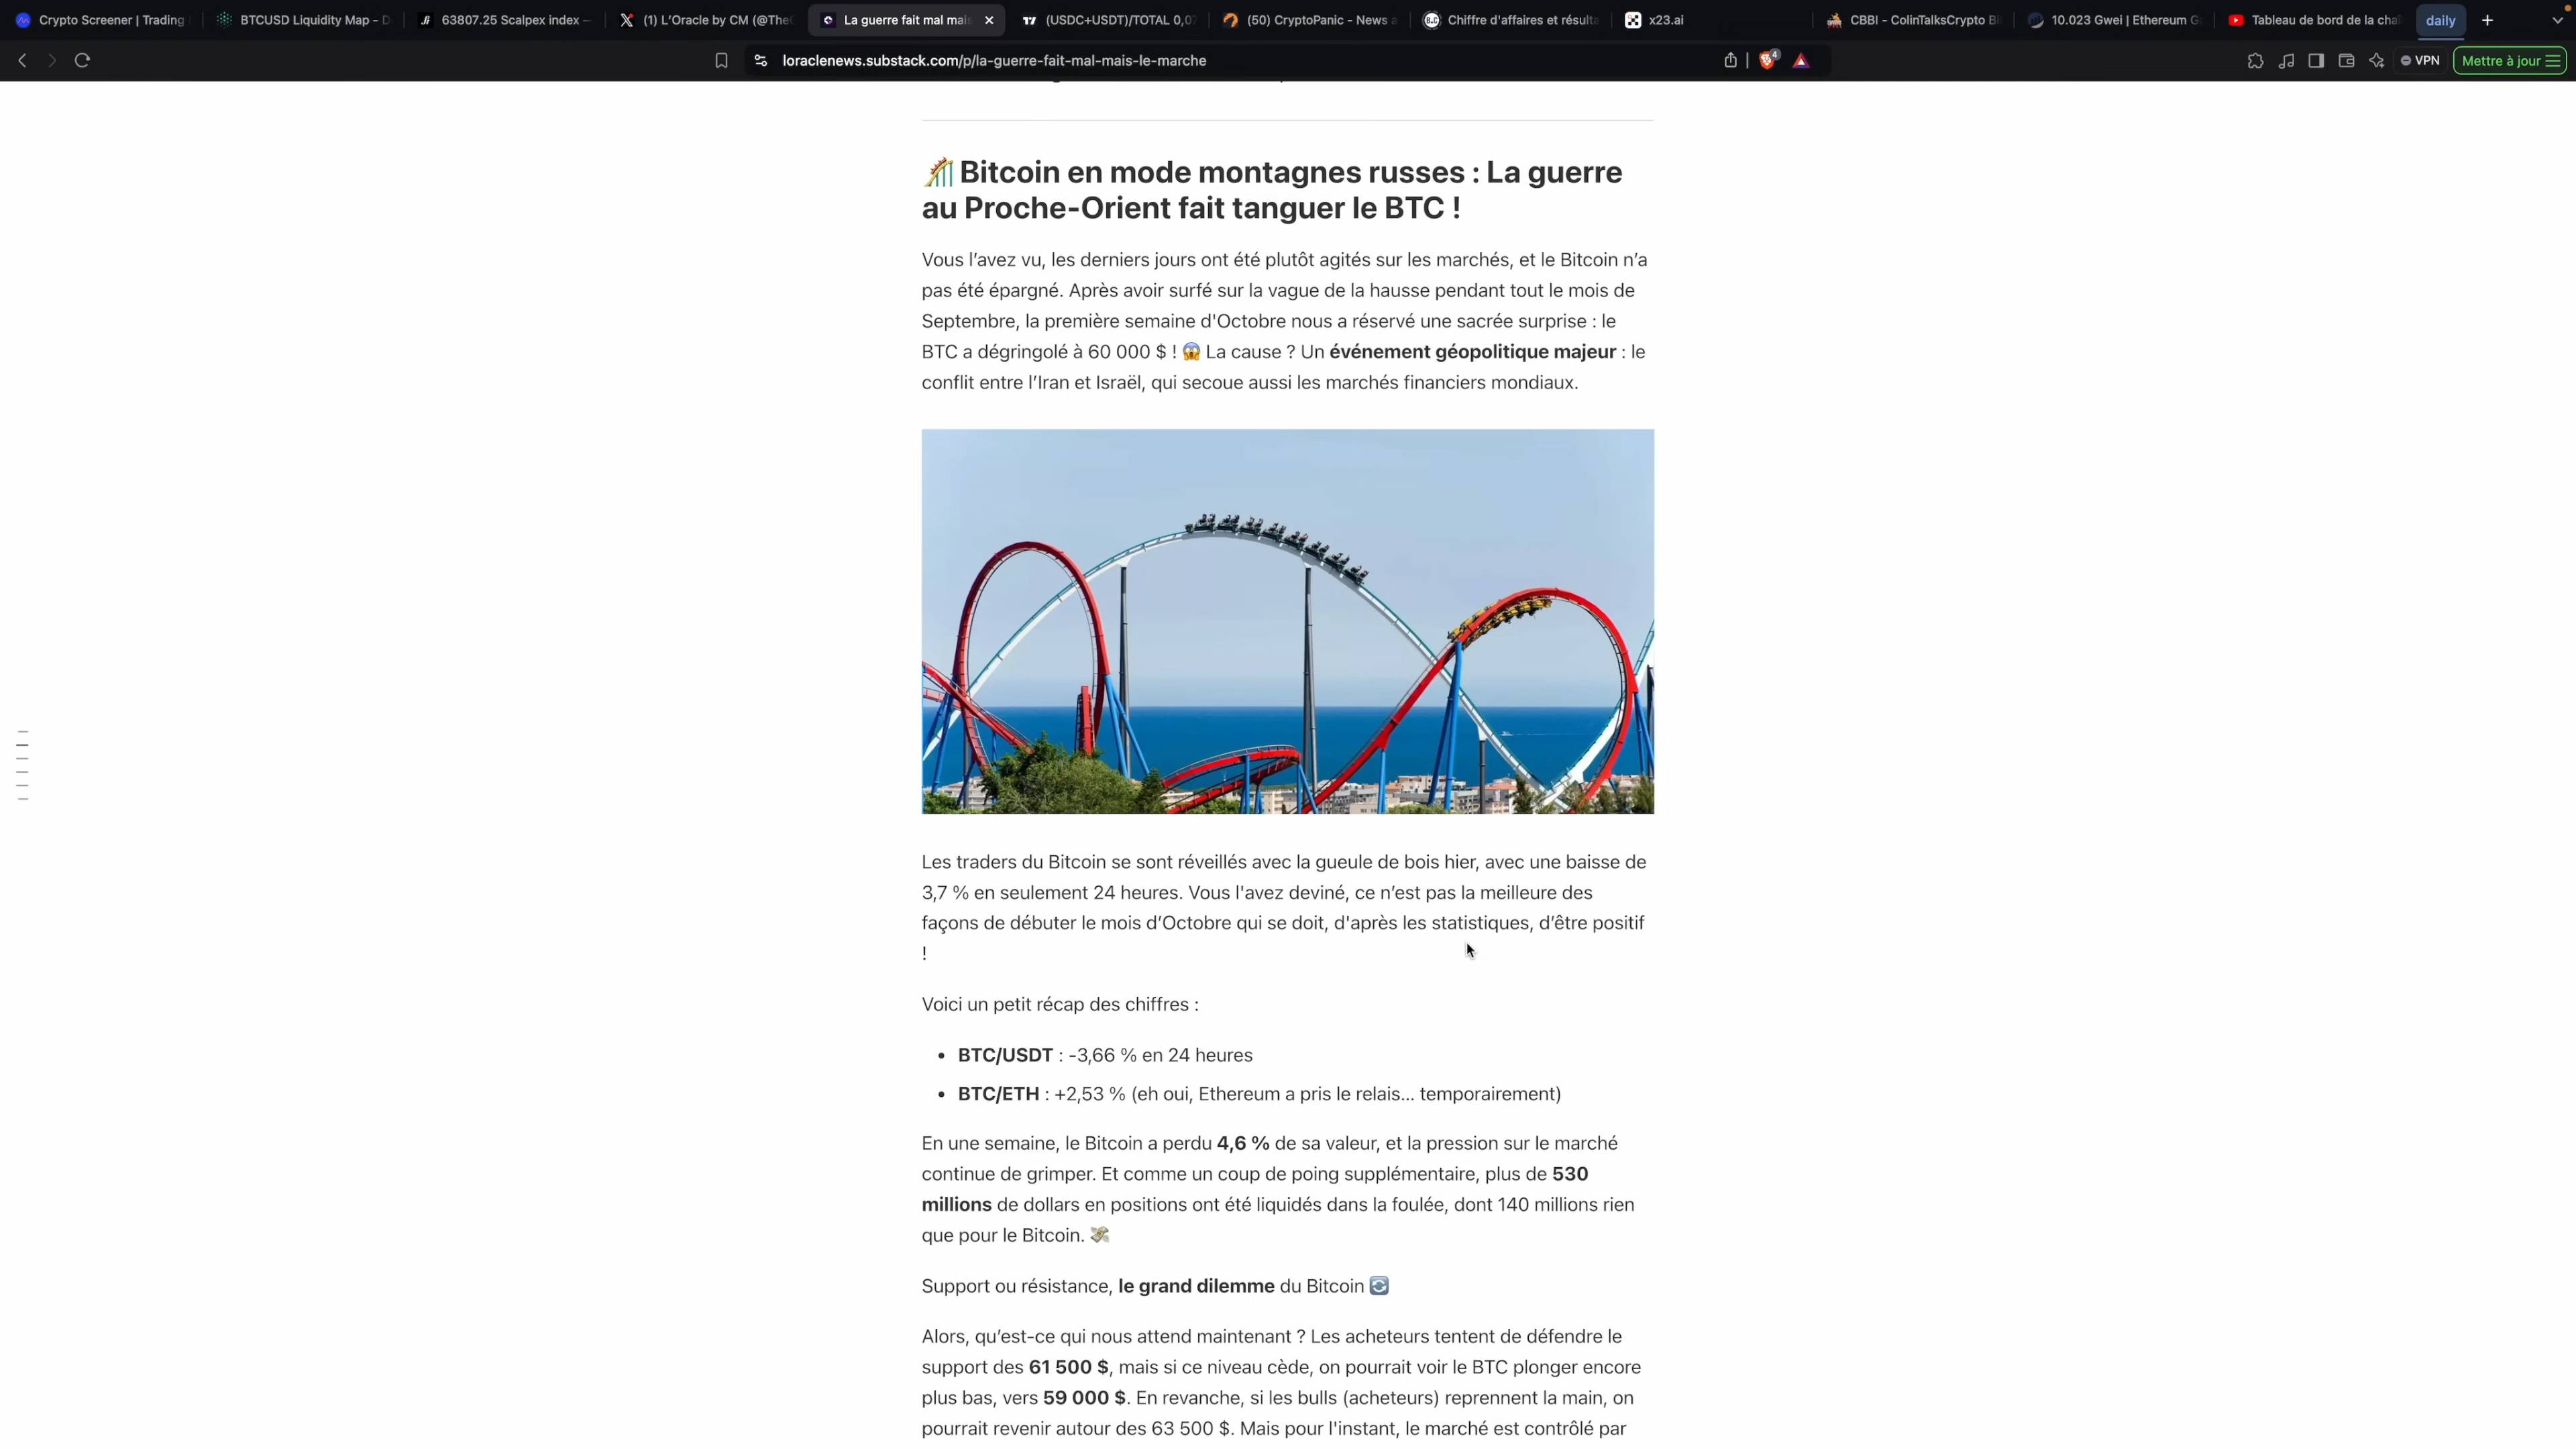 Crypto Screener | Trading
BTCUSD Liquidity Map - D
63807.25 Scalpex index —
(1) L'Oracle by CM (@The
La guerre fait mal mais
(USDC+USDT)/TOTAL 0,0
(50) CryptoPanic - News a
Chiffre d'affaires et résulta
x23.ai
CBBI - ColinTalksCrypto B
10.023 Gwei | Ethereum G
Tableau de bord de la cha
daily
loraclenews.substack.com/p/la-guerre-fait-mal-mais-le-marche
4
VPN
Mettre à jour
Bitcoin en mode montagnes russes : La guerre
au Proche-Orient fait tanguer le BTC !
Vous l'avez vu, les derniers jours ont été plutôt agités sur les marchés, et le Bitcoin n'a
pas été épargné. Après avoir surfé sur la vague de la hausse pendant tout le mois de
Septembre, la première semaine d'Octobre nous a réservé une sacrée surprise : le
BTC a dégringolé à 60 000 $ ! 😱 La cause ? Un événement géopolitique majeur : le
conflit entre l'Iran et Israël, qui secoue aussi les marchés financiers mondiaux.
Les traders du Bitcoin se sont réveillés avec la gueule de bois hier, avec une baisse de
3,7 % en seulement 24 heures. Vous l'avez deviné, ce n'est pas la meilleure des
façons de débuter le mois d'Octobre qui se doit, d'après les statistiques, d'être positif
!
Voici un petit récap des chiffres :
• BTC/USDT : -3,66 % en 24 heures
• BTC/ETH : +2,53 % (eh oui, Ethereum a pris le relais... temporairement)
En une semaine, le Bitcoin a perdu 4,6 % de sa valeur, et la pression sur le marché
continue de grimper. Et comme un coup de poing supplémentaire, plus de 530
millions de dollars en positions ont été liquidés dans la foulée, dont 140 millions rien
que pour le Bitcoin. 💸
Support ou résistance, le grand dilemme du Bitcoin 🔄
Alors, qu'est-ce qui nous attend maintenant ? Les acheteurs tentent de défendre le
support des 61 500 $, mais si ce niveau cède, on pourrait voir le BTC plonger encore
plus bas, vers 59 000 $. En revanche, si les bulls (acheteurs) reprennent la main, on
pourrait revenir autour des 63 500 $. Mais pour l'instant, le marché est contrôlé par